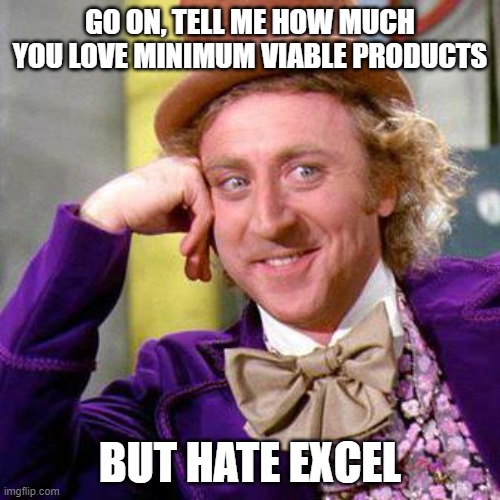 GO ON, TELL ME HOW MUCH
YOU LOVE MINIMUM VIABLE PRODUCTS
BUT HATE EXCEL
imgflip.com